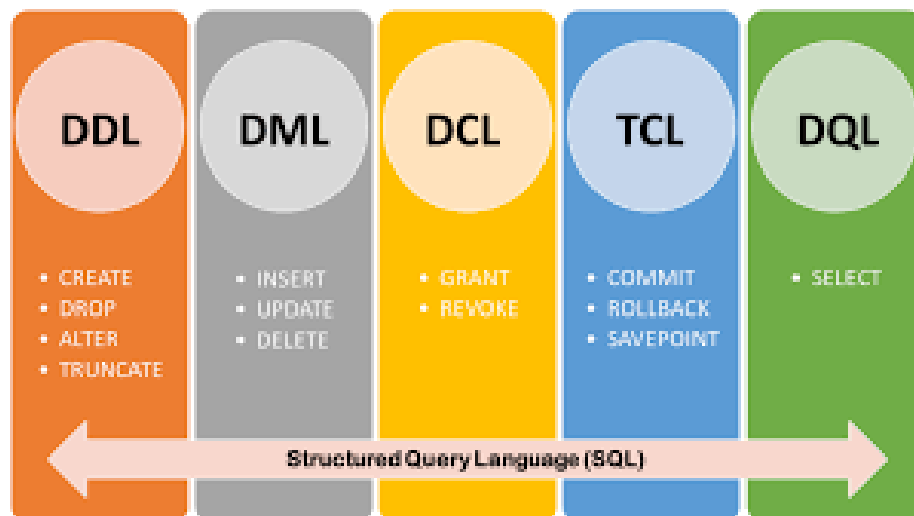 DDL
DML
DCL
TCL
DQL
• CREATE
• DROP
• ALTER
• TRUNCATE
• INSERT
• UPDATE
• DELETE
• GRANT
• REVOKE
• COMMIT
• ROLLBACK
• SAVEPOINT
• SELECT
Structured Query Language (SQL)